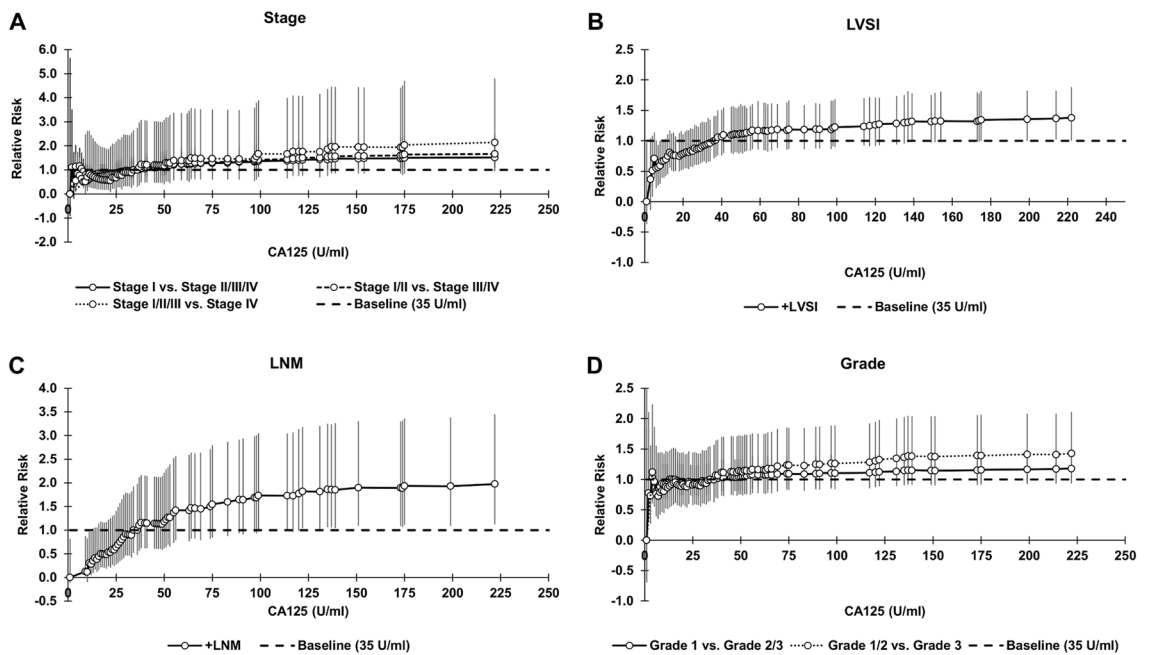 A
Stage
Relative Risk
6.0
5.0
4.0
3.0
2.0
1.0
0.0
-1.0
-2.0
0 25 50 75 100 125 150 175 200 225 250
CA125 (U/ml)
Stage I vs. Stage II/III/IV
Stage I/II vs. Stage III/IV
Stage I/II/III vs. Stage IV
Baseline (35 U/ml)
B
LVSI
Relative Risk
2.5
2.0
1.5
1.0
0.5
0.0
-0.5
-1.0
0 20 40 60 80 100 120 140 160 180 200 220 240
CA125 (U/ml)
+LVSI
Baseline (35 U/ml)
C
LNM
Relative Risk
4.0
3.5
3.0
2.5
2.0
1.5
1.0
0.5
0.0
-0.5
0 25 50 75 100 125 150 175 200 225 250
CA125 (U/ml)
+LNM
Baseline (35 U/ml)
D
Grade
Relative Risk
2.5
2.0
1.5
1.0
0.5
0.0
-0.5
-1.0
0 25 50 75 100 125 150 175 200 225 250
CA125 (U/ml)
Grade 1 vs. Grade 2/3
Grade 1/2 vs. Grade 3
Baseline (35 U/ml)